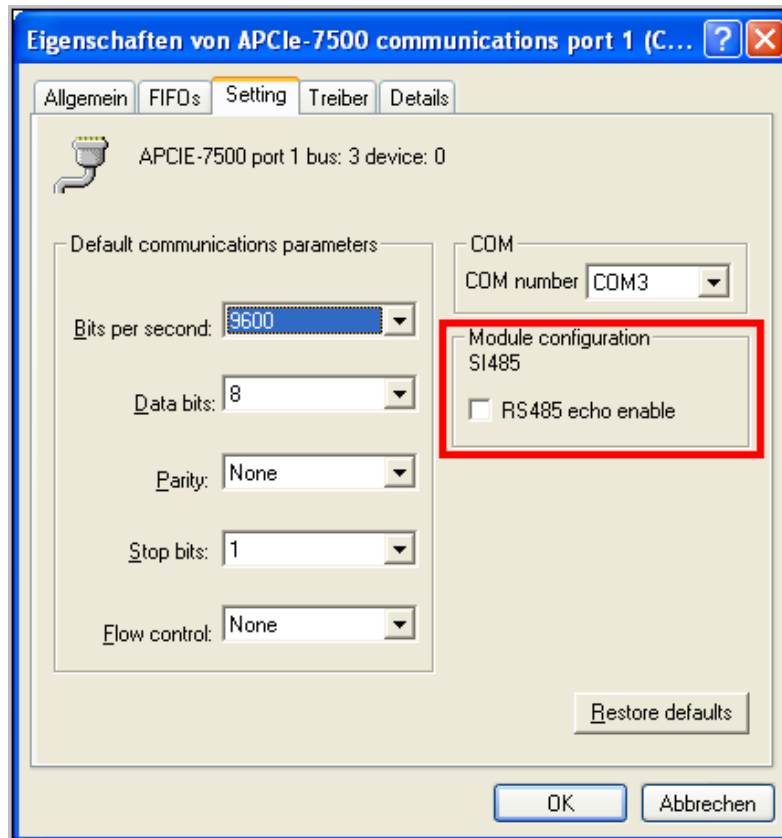 Eigenschaften von APCIe-7500 communications port 1 (C...
Allgemein FIFOs Setting Treiber Details
APCIE-7500 port 1 bus: 3 device: 0
Default communications parameters
Bits per second: 9600
Data bits: 8
Parity: None
Stop bits: 1
Flow control: None
COM
COM number COM3
Module configuration
SI485
RS485 echo enable
Restore defaults
OK Abbrechen